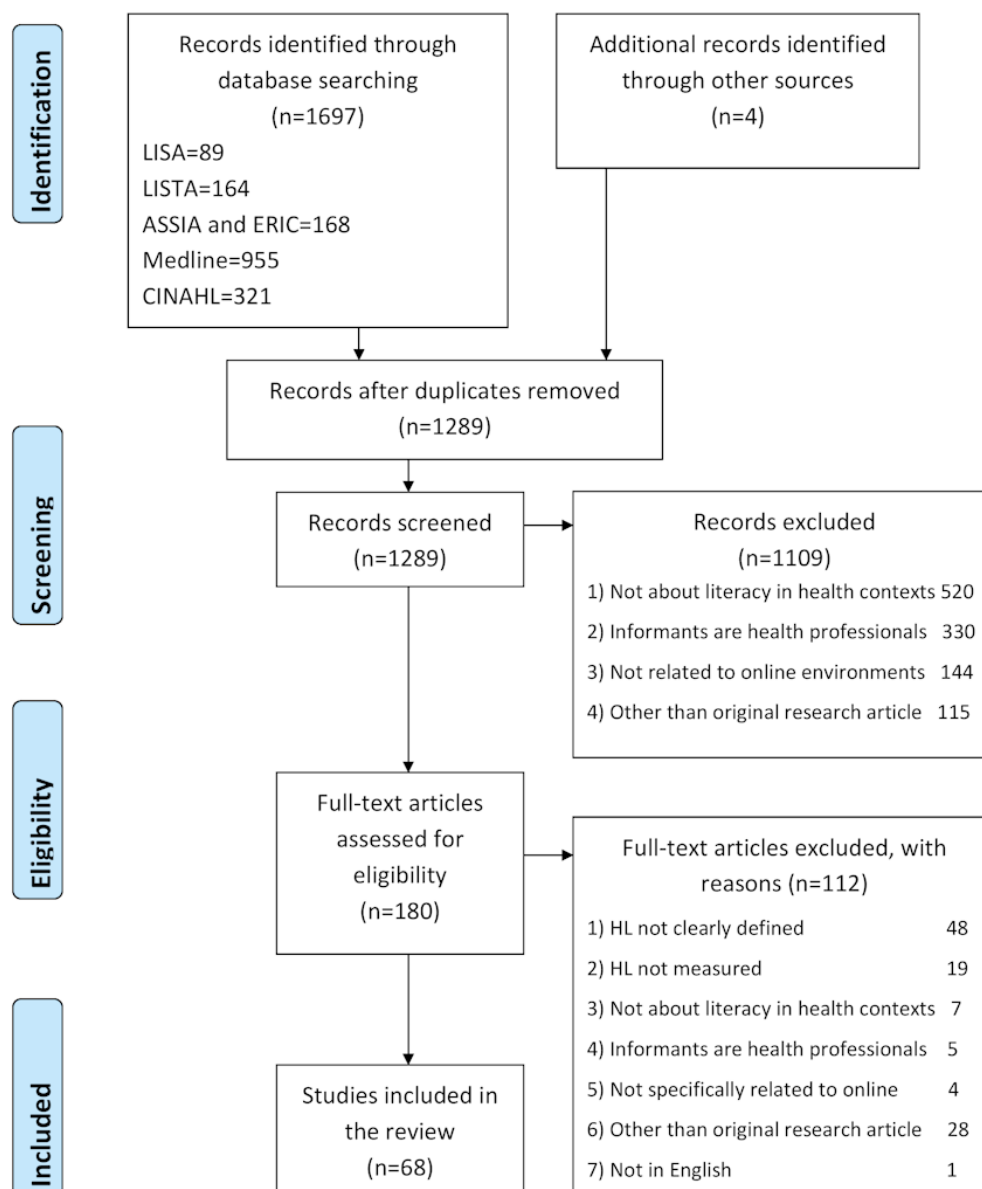 Identification
Records identified through
database searching
(n=1697)
LISA=89
LISTA=164
ASSIA and ERIC=168
Medline=955
CINAHL=321
Additional records identified
through other sources
(n=4)
Records after duplicates removed
(n=1289)
Screening
Records screened
(n=1289)
Records excluded
(n=1109)
1) Not about literacy in health contexts 520
2) Informants are health professionals 330
3) Not related to online environments 144
4) Other than original research article 115
Eligibility
Full-text articles
assessed for
eligibility
(n=180)
Full-text articles excluded, with
reasons (n=112)
1) HL not clearly defined 48
2) HL not measured 19
3) Not about literacy in health contexts 7
4) Informants are health professionals 5
5) Not specifically related to online 4
6) Other than original research article 28
7) Not in English 1
Included
Studies included in
the review
(n=68)